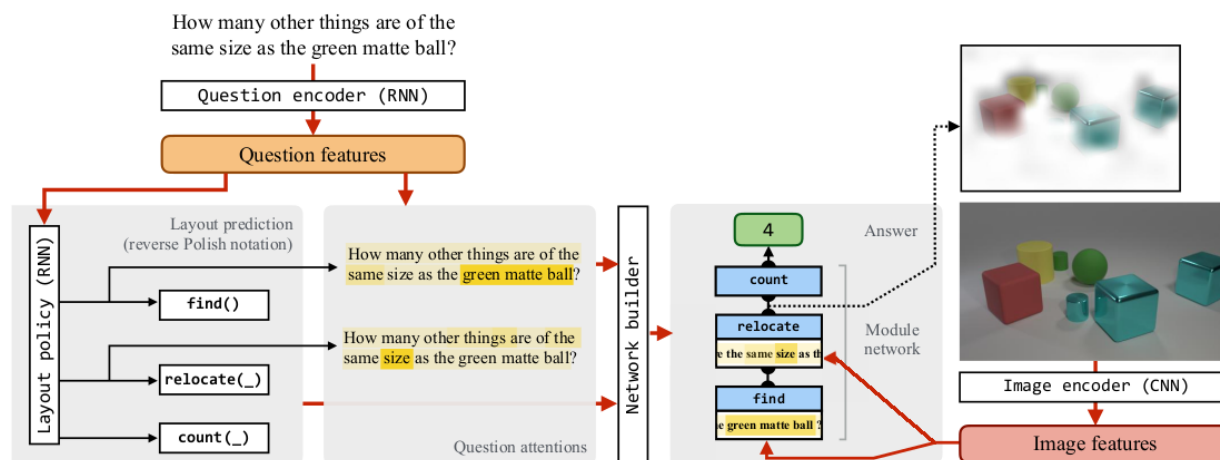 How many other things are of the
same size as the green matte ball?
Question encoder (RNN)
Question features
Layout policy (RNN)
Layout prediction
(reverse Polish notation)
find()
relocate(_)
count(_)
How many other things are of the
same size as the green matte ball?
How many other things are of the
same size as the green matte ball?
Question attentions
Network builder
4
Answer
count
relocate
the same size as
find
green matte ball ?
Module
network
Image encoder (CNN)
Image features